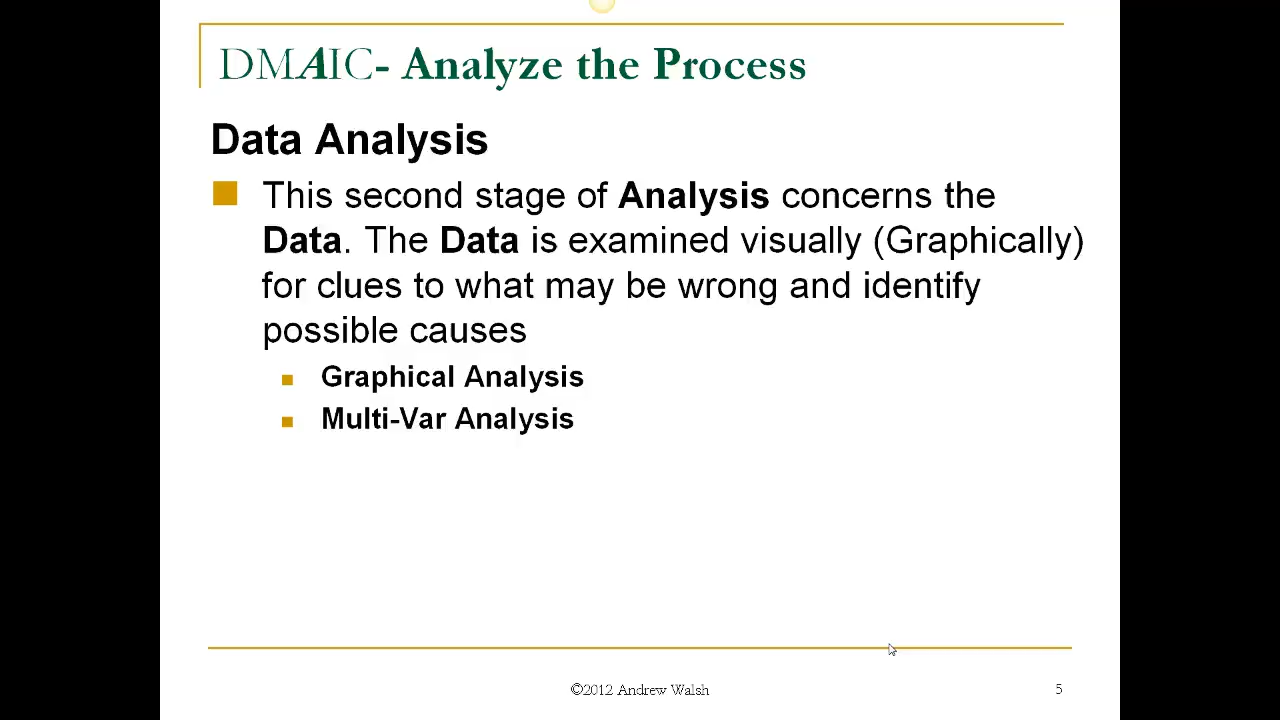 DMAIC- Analyze the Process
Data Analysis
This second stage of Analysis concerns the
Data. The Data is examined visually (Graphically)
for clues to what may be wrong and identify
possible causes
Graphical Analysis
Multi-Var Analysis
©2012 Andrew Walsh
5